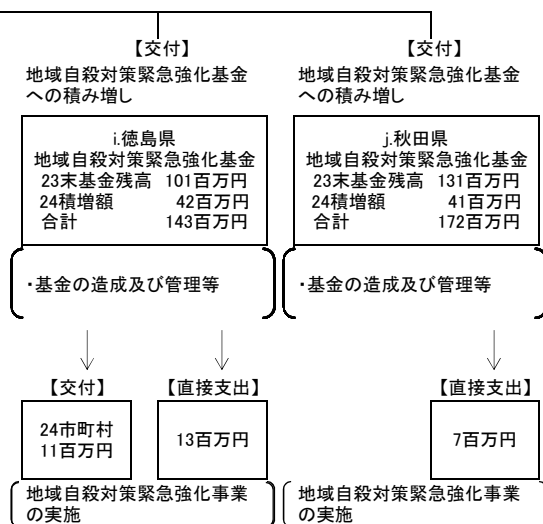 【交付】
地域自殺対策緊急強化基金
への積み増し
i.徳島県
地域自殺対策緊急強化基金
23末基金残高 101百万円
24積増額 42百万円
合計 143百万円
・基金の造成及び管理等
【交付】
24市町村
11百万円
【直接支出】
13百万円
地域自殺対策緊急強化事業
の実施
【交付】
地域自殺対策緊急強化基金
への積み増し
j.秋田県
地域自殺対策緊急強化基金
23末基金残高 131百万円
24積増額 41百万円
合計 172百万円
・基金の造成及び管理等
【直接支出】
7百万円
地域自殺対策緊急強化事業
の実施